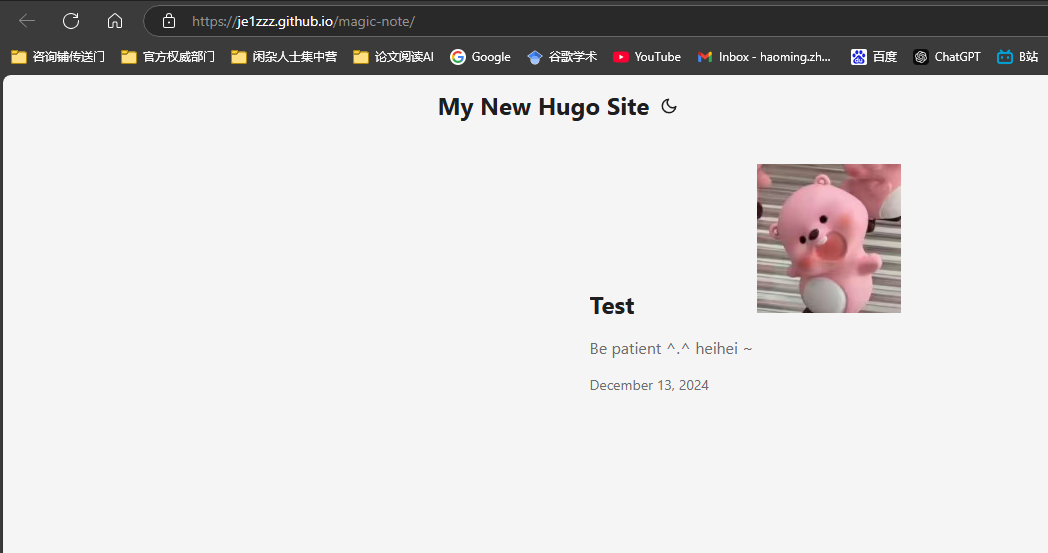 https://je1zzz.github.io/magic-note/
咨询铺传送门 官方权威部门 闲杂人士集中营 论文阅读AI Google 谷歌学术 YouTube Inbox - haoming.zh... 百度 ChatGPT B站
My New Hugo Site
Test
Be patient ^.^ heihei ~
December 13, 2024